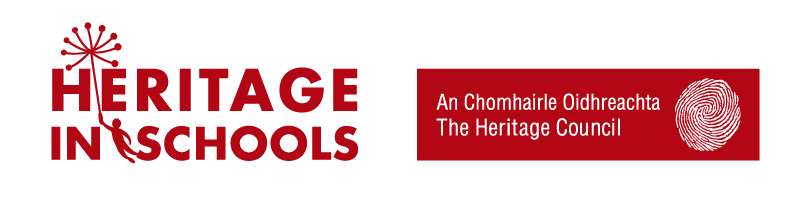 HERITAGE
IN SCHOOLS
An Chomhairle Oidhreachta
The Heritage Council